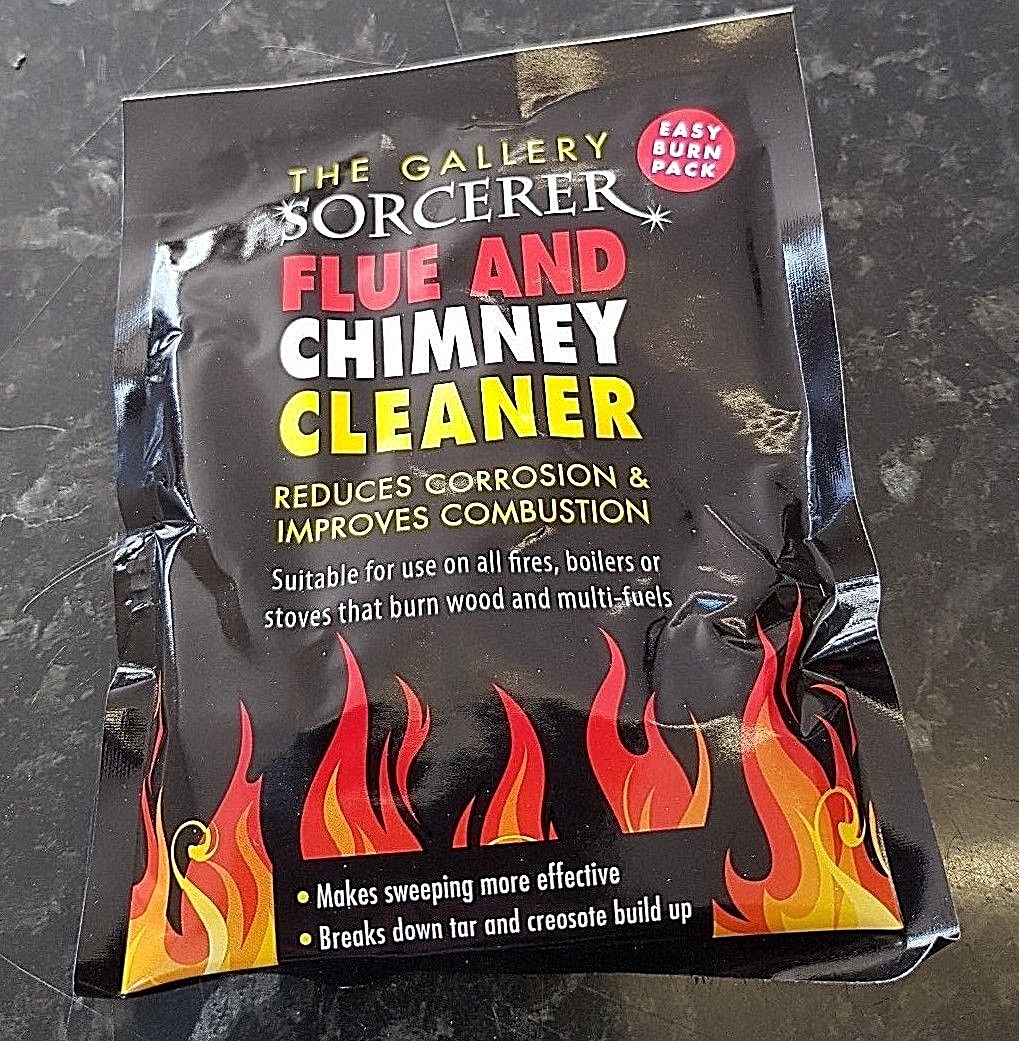 EASY
BURN
PACK
THE GALLERY
SORCERER
FLUE AND
CHIMNEY
CLEANER
REDUCES CORROSION &
IMPROVES COMBUSTION
Suitable for use on all fires, boilers or
stoves that burn wood and multi-fuels
• Makes sweeping more effective
• Breaks down tar and creosote build up